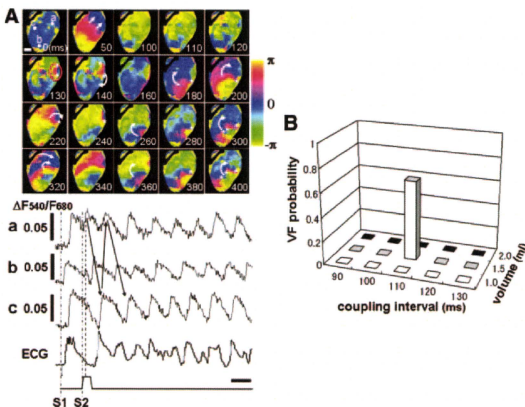 A
0(ms) 50 100 110 120
130 140 160 180 200
220 240 260 280 300
320 340 360 380 400
π
0
-π
ΔF540/F680
a 0.05
b 0.05
c 0.05
ECG
S1 S2
B
VF probability
1
0.8
0.6
0.4
0.2
0
90 100 110 120 130
coupling interval (ms)
1.0 1.5 2.0
volume (ml)